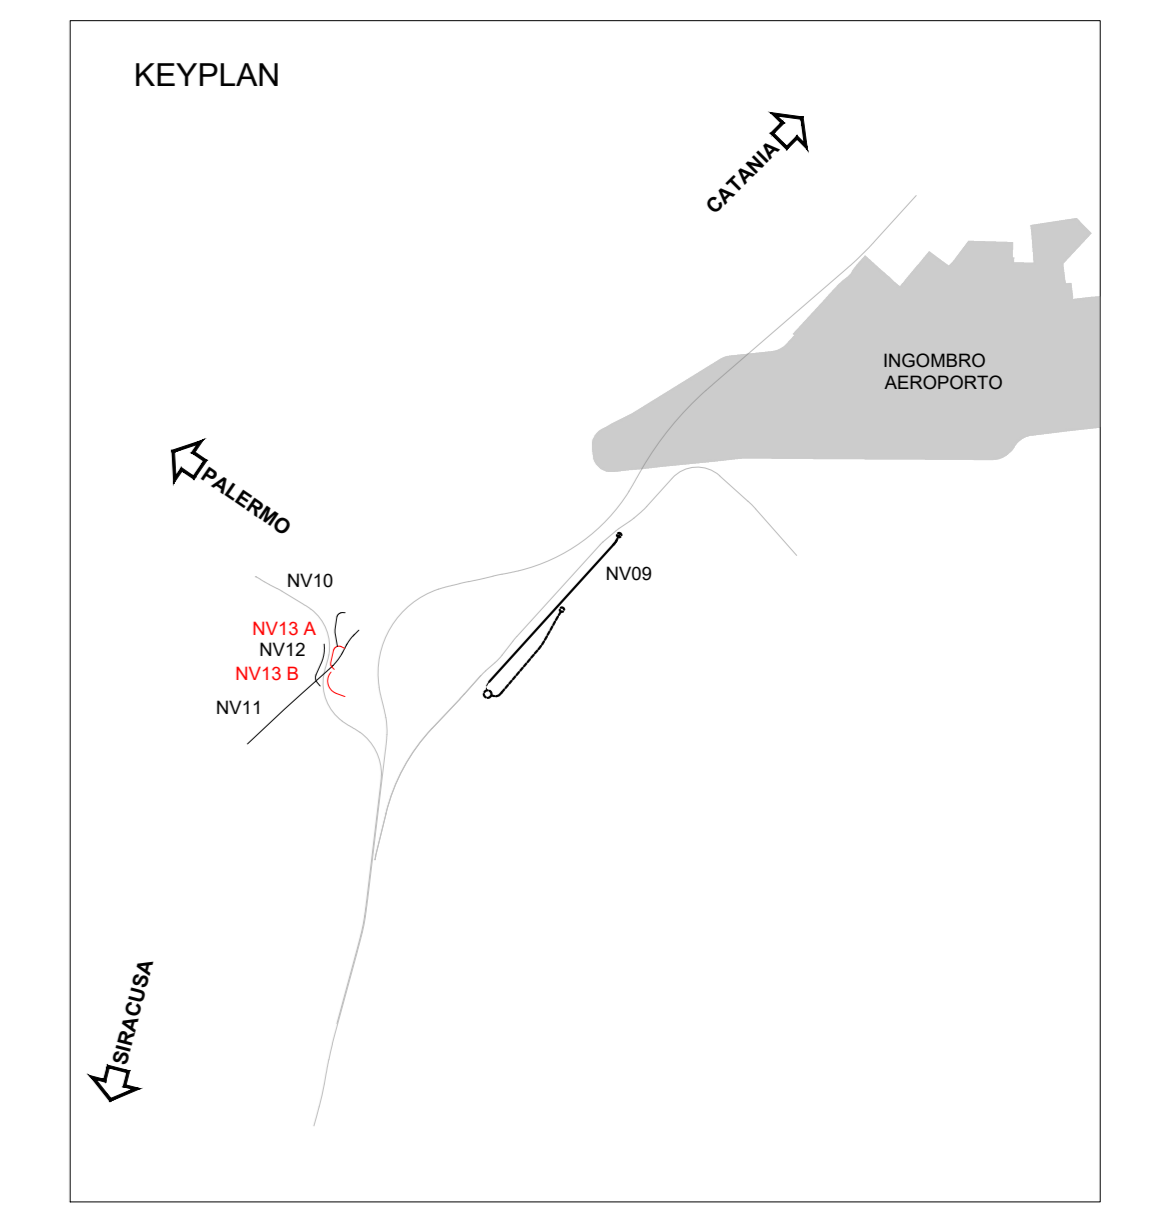 KEYPLAN
CATANIA
INGOMBRO
AEROPORTO
PALERMO
NV09
NV10
NV13 A
NV12
NV13 B
NV11
SIRACUSA